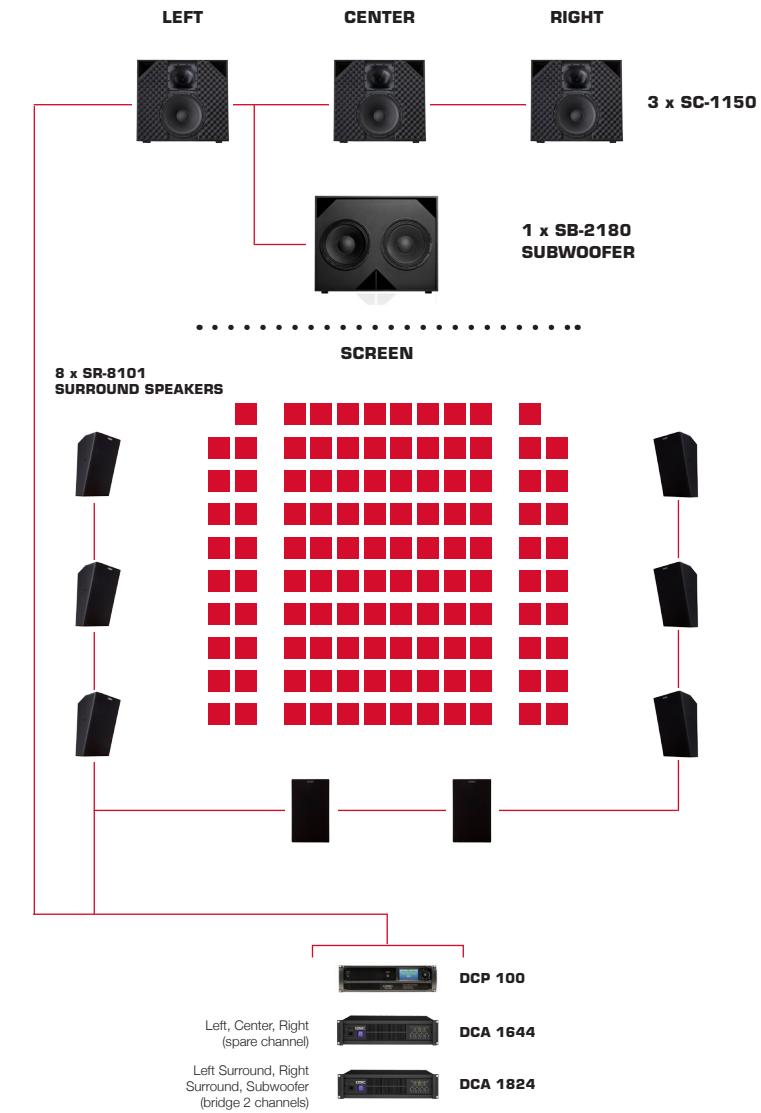 LEFT
CENTER
RIGHT
3 x SC-1150
1 x SB-2180
SUBWOOFER
SCREEN
8 x SR-8101
SURROUND SPEAKERS
DCP 100
Left, Center, Right
(spare channel)
DCA 1644
Left Surround, Right
Surround, Subwoofer
(bridge 2 channels)
DCA 1824